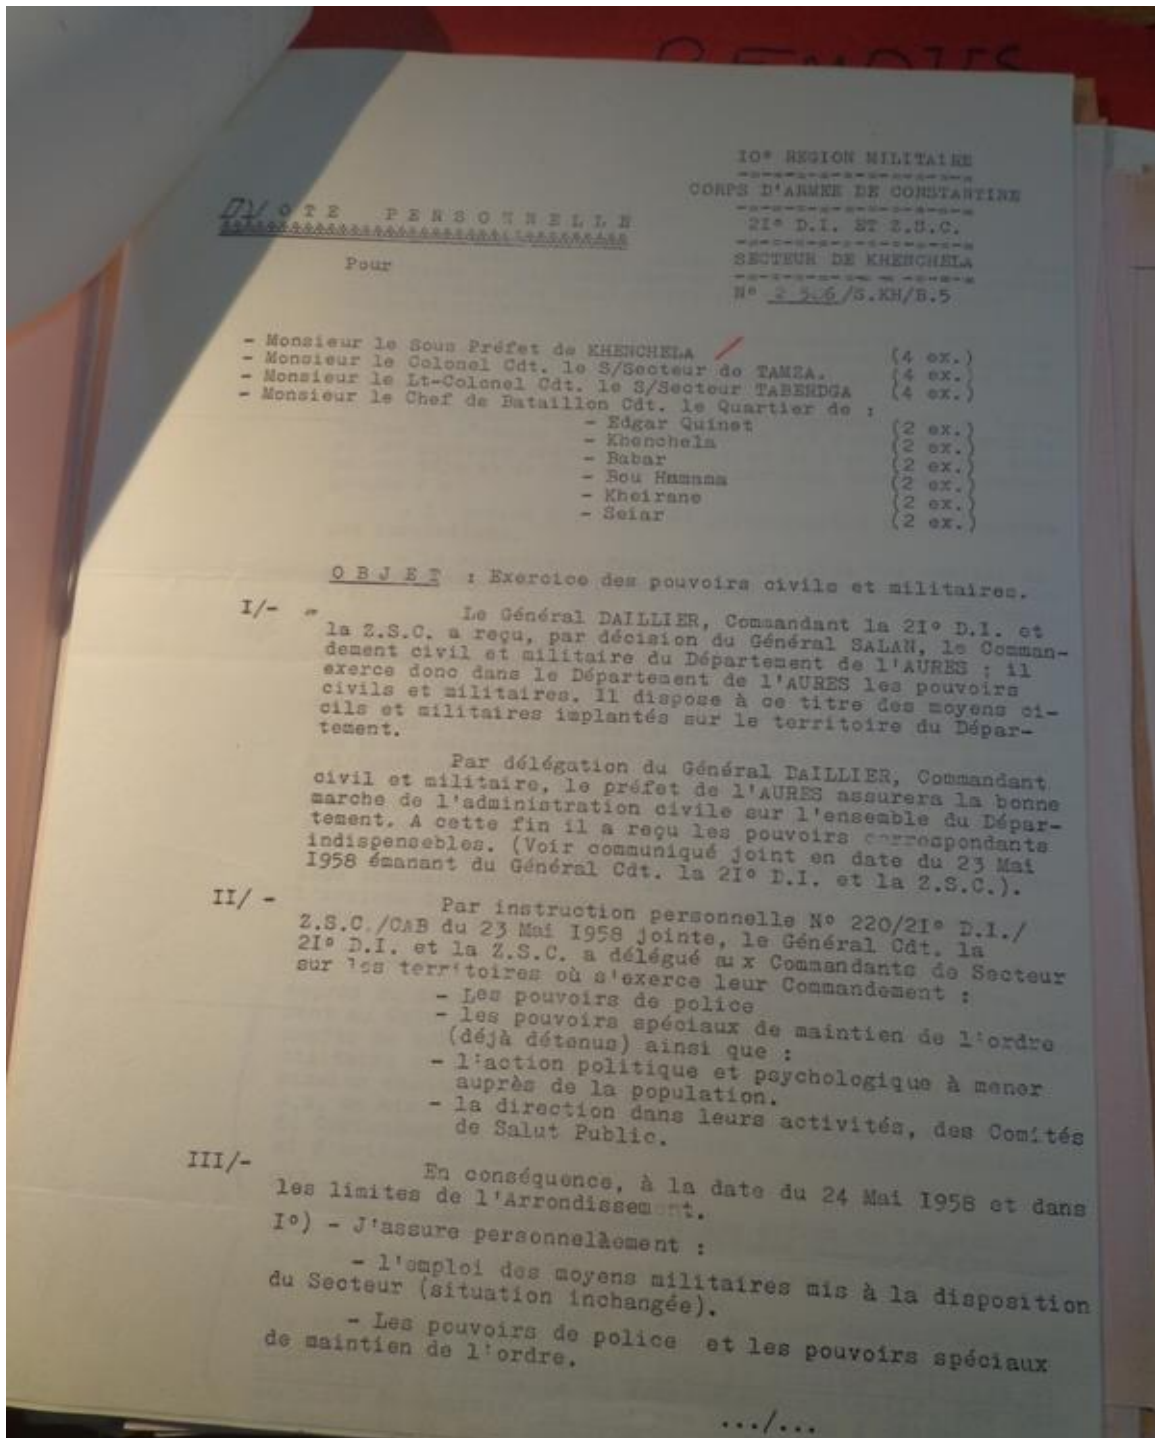 10° REGION MILITAIRE
CORPS D'ARMEE DE CONSTANTINE
21° D.I. ET Z.S.C.
SECTEUR DE KHENCHELA
N° /S.KH/B.5
NOTE PERSONNELLE
Pour
- Monsieur le Sous Préfet de KHENCHELA (4 ex.)
- Monsieur le Colonel Cdt. le S/Secteur de TAMZA. (4 ex.)
- Monsieur le Lt-Colonel Cdt. le S/Secteur TABERDGA (4 ex.)
- Monsieur le Chef de Bataillon Cdt. le Quartier de :
- Edgar Quinet (2 ex.)
- Khenchela (2 ex.)
- Babar (2 ex.)
- Bou Hamama (2 ex.)
- Kheirane (2 ex.)
- Seiar (2 ex.)
OBJET : Exercice des pouvoirs civils et militaires.
I/- - Le Général DAILLIER, Commandant la 2I° D.I. et
la Z.S.C. a reçu, par décision du Général SALAN, le Comman-
dement civil et militaire du Département de l'AURES ; il
exerce donc dans le Département de l'AURES les pouvoirs
civils et militaires. Il dispose à ce titre des moyens ci-
cils et militaires implantés sur le territoire du Dépar-
tement.
Par délégation du Général DAILLIER, Commandant
civil et militaire, le préfet de l'AURES assurera la bonne
marche de l'administration civile sur l'ensemble du Dépar-
tement. A cette fin il a reçu les pouvoirs correspondants
indispensables. (Voir communiqué joint en date du 23 Mai
I958 émanant du Général Cdt. la 2I° D.I. et la Z.S.C.).
II/ - Par instruction personnelle N° 220/2I° D.I./
Z.S.C./CAB du 23 Mai I958 jointe, le Général Cdt. la
2I° D.I. et la Z.S.C. a délégué aux Commandants de Secteur
sur les territoires où s'exerce leur Commandement :
- Les pouvoirs de police
- les pouvoirs spéciaux de maintien de l'ordre
(déjà détenus) ainsi que :
- l'action politique et psychologique à mener
auprès de la population.
- la direction dans leurs activités, des Comités
de Salut Public.
III/- En conséquence, à la date du 24 Mai I958 et dans
les limites de l'Arrondissement.
I°) - J'assure personnelàement :
- l'emploi des moyens militaires mis à la disposition
du Secteur (situation inchangée).
- Les pouvoirs de police et les pouvoirs spéciaux
de maintien de l'ordre.
.../...